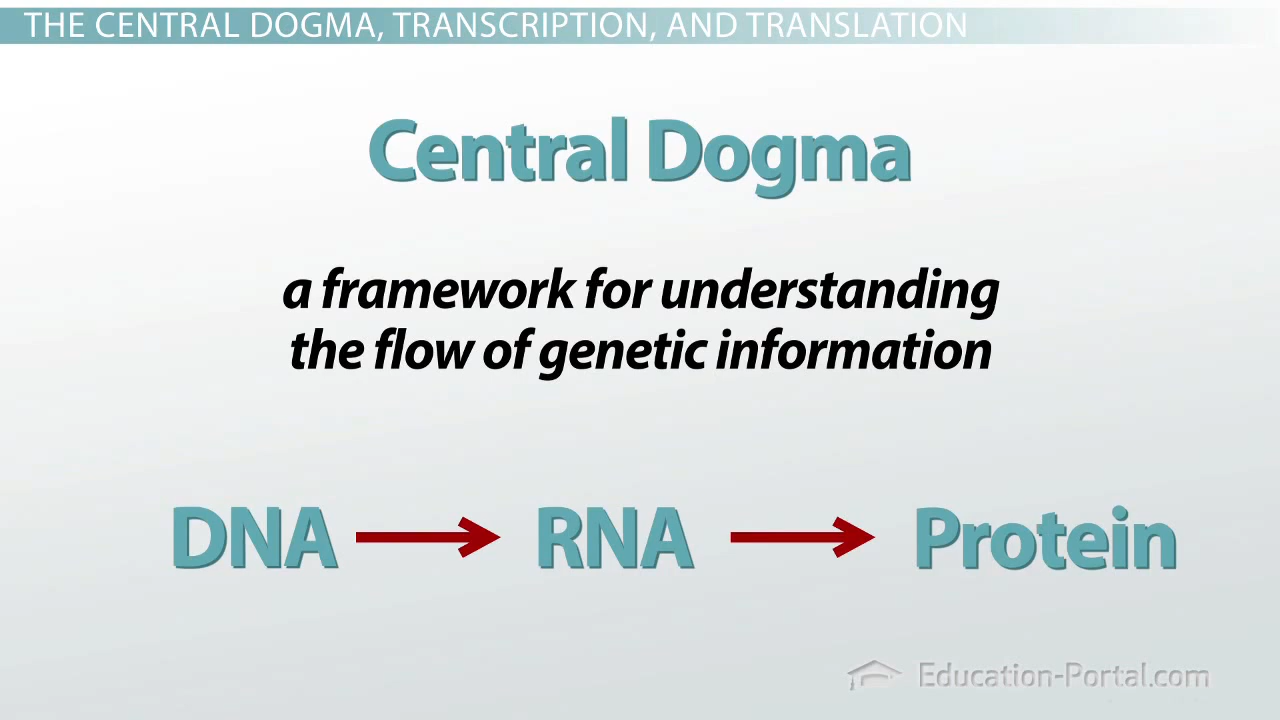 THE CENTRAL DOGMA, TRANSCRIPTION, AND TRANSLATION
Central Dogma
a framework for understanding
the flow of genetic information
DNA RNA Protein
Education-Portal.com